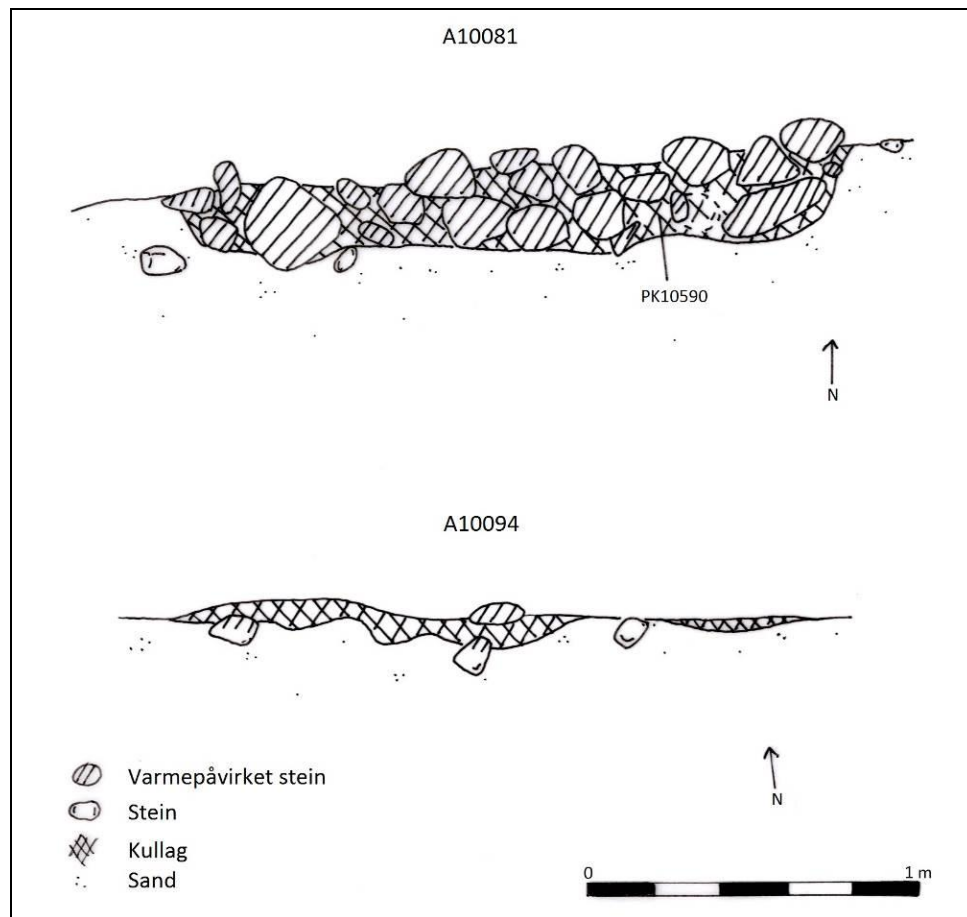 A10081
PK10590
N
A10094
N
Varmepåvirket stein
Stein
Kullag
Sand
0 1 m